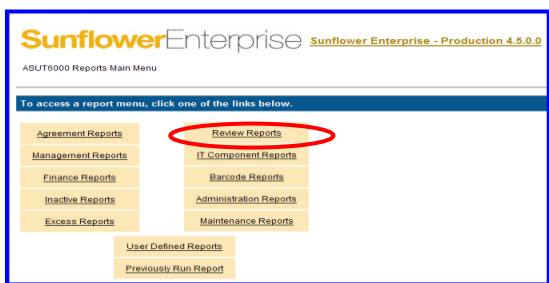 SunflowerEnterprise Sunflower Enterprise - Production 4.5.0.0
ASUT6000 Reports Main Menu
To access a report menu, click one of the links below.
Agreement Reports Review Reports
Management Reports IT Component Reports
Finance Reports Barcode Reports
Inactive Reports Administration Reports
Excess Reports Maintenance Reports
User Defined Reports
Previously Run Report